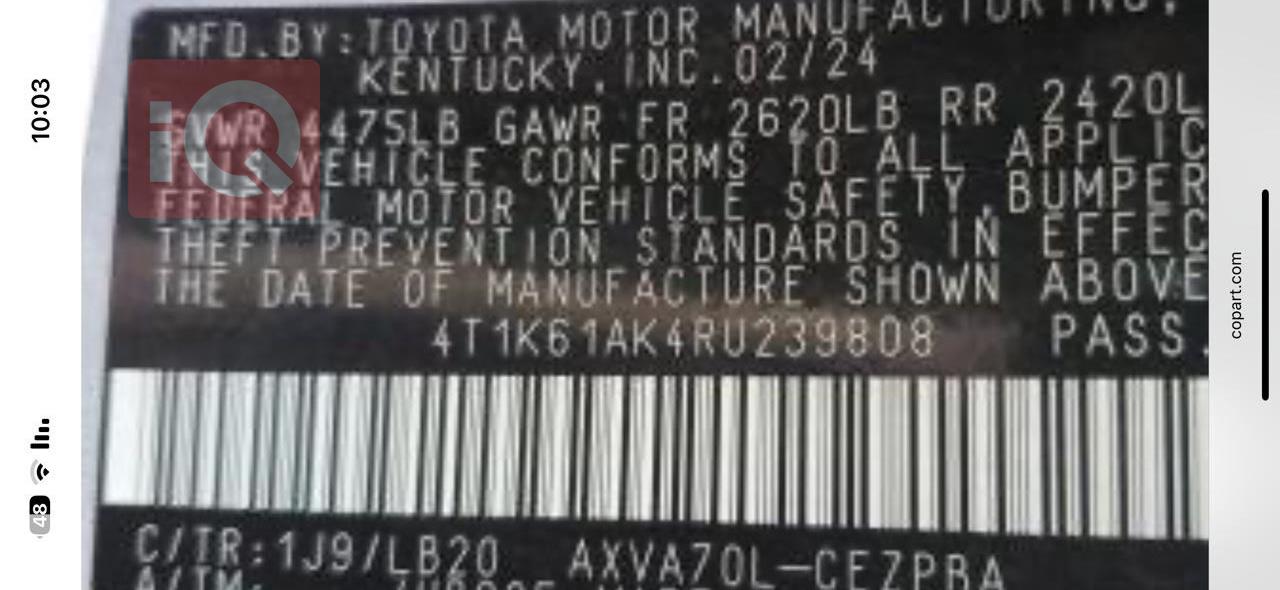 MFD.BY:TOYOTA MOTOR MANUFACTURING,
KENTUCKY, INC.02/24
GVWR 4475LB GAWR FR 2620LB RR 2420L
THIS VEHICLE CONFORMS TO ALL APPLIC
FEDERAL MOTOR VEHICLE SAFETY,BUMPER
THEFT PREVENTION STANDARDS IN EFFEC
THE DATE OF MANUFACTURE SHOWN ABOVE
4T1K61AK4RU239808 PASS.
C/TR:1J9/LB20 AXVA70L-CEZPBA
A/TM:
iQ
10:03
48
copart.com